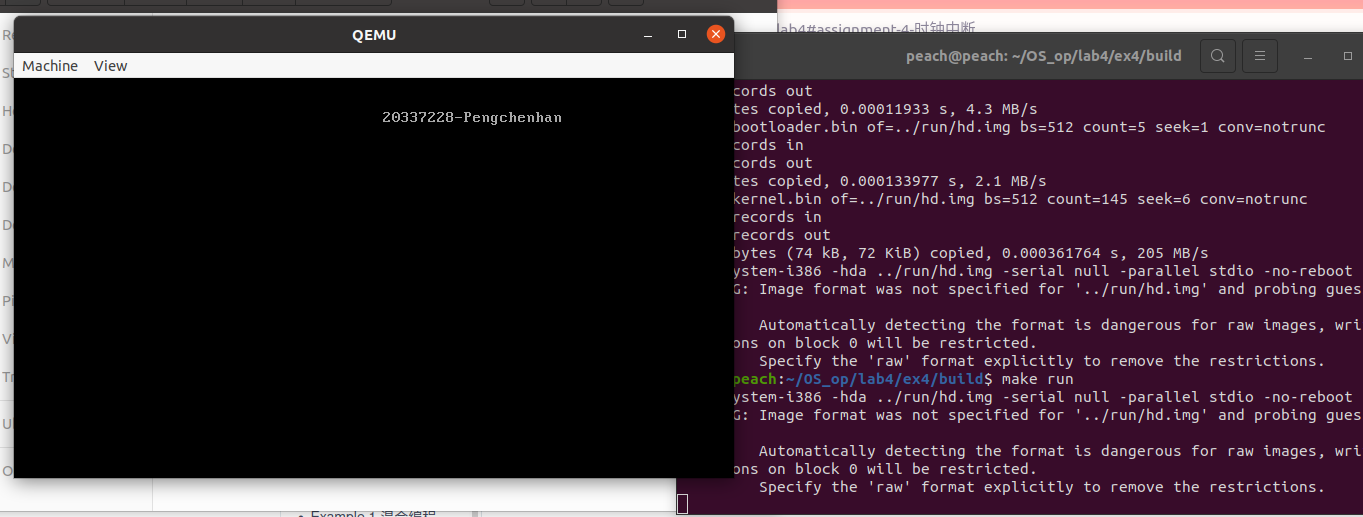 lab4#assignment-4-时钟中断
QEMU
Machine View
20337228-Pengchenhan
peach@peach: ~/OS_op/lab4/ex4/build
cords out
tes copied, 0.00011933 s, 4.3 MB/s
bootloader.bin of=../run/hd.img bs=512 count=5 seek=1 conv=notrunc
cords in
cords out
tes copied, 0.000133977 s, 2.1 MB/s
kernel.bin of=../run/hd.img bs=512 count=145 seek=6 conv=notrunc
records in
records out
bytes (74 kB, 72 KiB) copied, 0.000361764 s, 205 MB/s
ystem-i386 -hda ../run/hd.img -serial null -parallel stdio -no-reboot
G: Image format was not specified for '../run/hd.img' and probing gues
Automatically detecting the format is dangerous for raw images, wri
ons on block 0 will be restricted.
Specify the 'raw' format explicitly to remove the restrictions.
peach:~/OS_op/lab4/ex4/build$ make run
ystem-i386 -hda ../run/hd.img -serial null -parallel stdio -no-reboot
G: Image format was not specified for '../run/hd.img' and probing gues
Automatically detecting the format is dangerous for raw images, wri
ons on block 0 will be restricted.
Specify the 'raw' format explicitly to remove the restrictions.
Example 1 混合编程